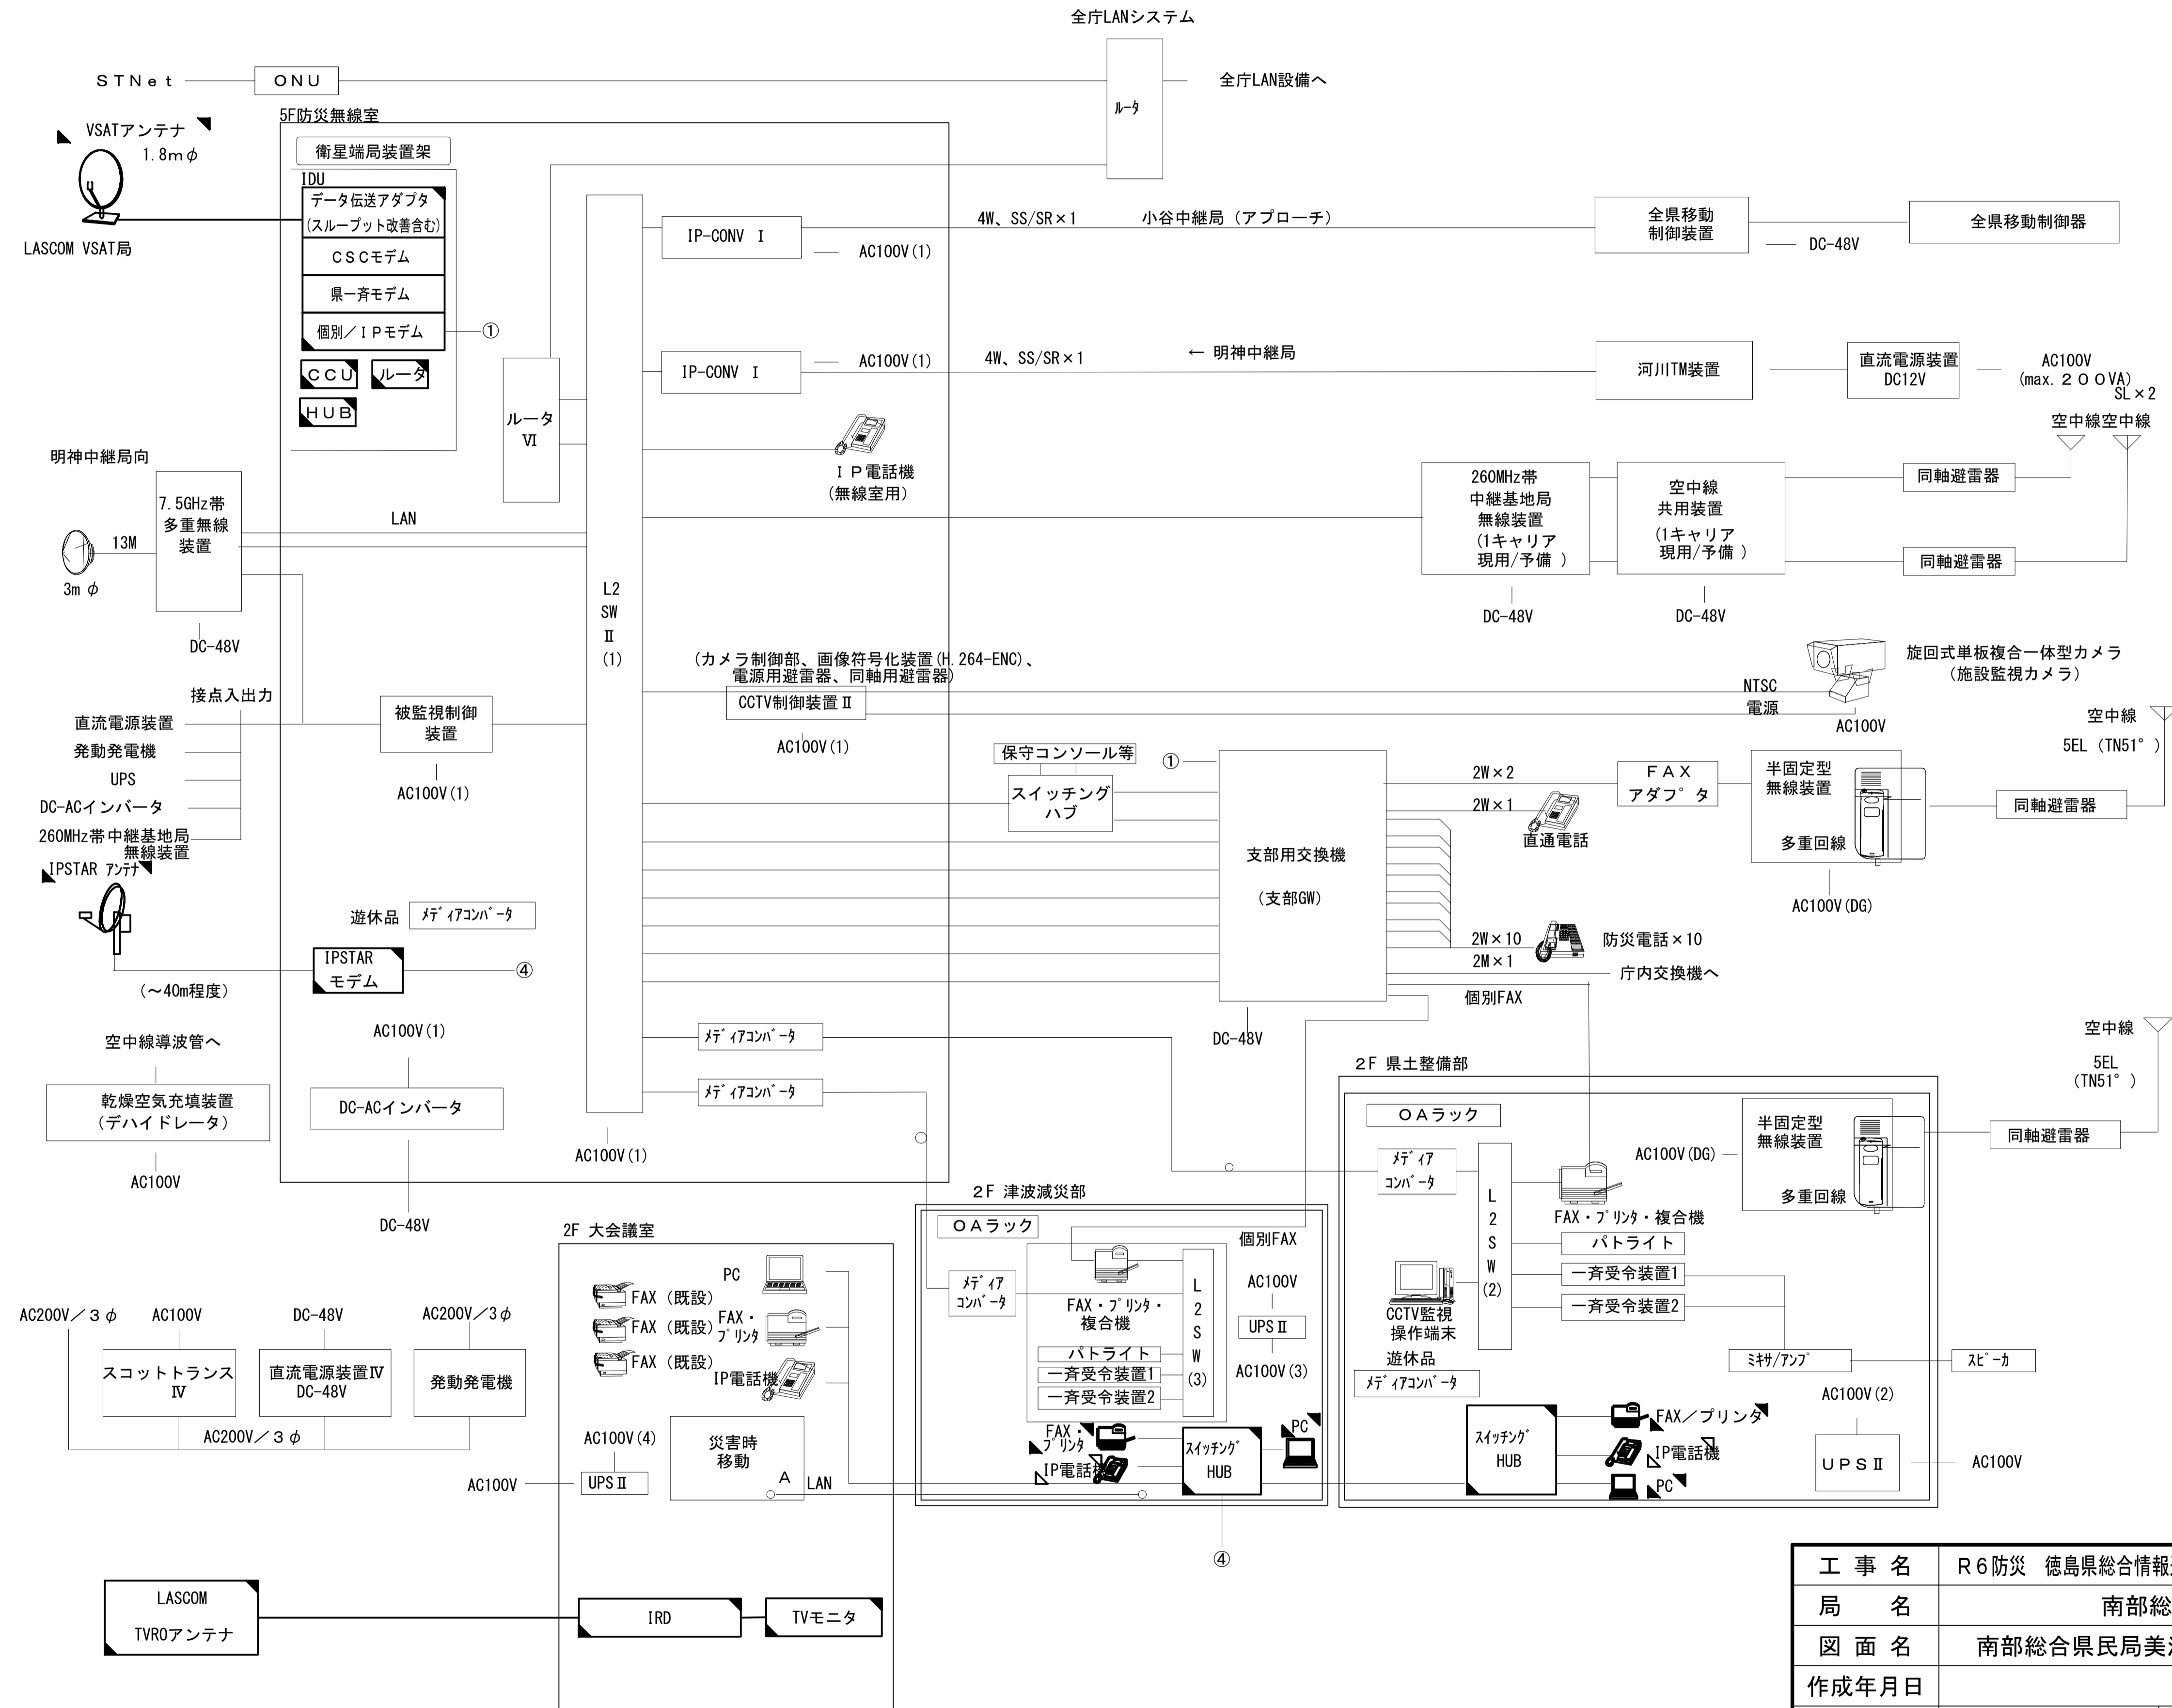 全庁LANシステム
ＳＴＮｅｔ
ＯＮＵ
ルータ
全庁LAN設備へ
5F防災無線室
VSATアンテナ
1.8mφ
LASCOM VSAT局
衛星端局装置架
IDU
データ伝送アダプタ
(スループット改善含む)
ＣＳＣモデム
県一斉モデム
個別／ＩＰモデム
①
ＣＣＵ
ルータ
ＨＵＢ
ルータ
Ⅵ
IP-CONV Ⅰ
AC100V(1)
4W、SS/SR×1
小谷中継局（アプローチ）
全県移動
制御装置
DC-48V
全県移動制御器
IP-CONV Ⅰ
AC100V(1)
4W、SS/SR×1
← 明神中継局
河川TM装置
直流電源装置
DC12V
AC100V
(max.２００VA)
SL×2
空中線空中線
ＩＰ電話機
(無線室用)
明神中継局向
7.5GHz帯
多重無線
装置
13M
3mφ
DC-48V
LAN
L2
SW
Ⅱ
(1)
260MHz帯
中継基地局
無線装置
(1キャリア
現用/予備 )
DC-48V
空中線
共用装置
(1キャリア
現用/予備 )
DC-48V
同軸避雷器
同軸避雷器
(カメラ制御部、画像符号化装置(H.264-ENC)、
電源用避雷器、同軸用避雷器)
CCTV制御装置Ⅱ
AC100V(1)
NTSC
電源
AC100V
旋回式単板複合一体型カメラ
（施設監視カメラ）
接点入出力
直流電源装置
発動発電機
UPS
DC-ACインバータ
260MHz帯中継基地局
無線装置
被監視制御
装置
AC100V(1)
保守コンソール等
スイッチング
ハブ
①
支部用交換機
(支部GW)
DC-48V
2W×2
2W×1
直通電話
ＦＡＸ
アダプタ
半固定型
無線装置
多重回線
AC100V(DG)
同軸避雷器
空中線
5EL（TN51°）
2W×10
防災電話×10
2M×1
庁内交換機へ
個別FAX
IPSTAR アンテナ
(～40m程度)
遊休品
メディアコンバータ
IPSTAR
モデム
④
空中線導波管へ
乾燥空気充填装置
(デハイドレータ)
AC100V
AC100V(1)
DC-ACインバータ
DC-48V
メディアコンバータ
メディアコンバータ
AC100V(1)
２F 県土整備部
ＯＡラック
メディア
コンバータ
L
2
S
W
(2)
FAX・プリンタ・複合機
パトライト
一斉受令装置1
一斉受令装置2
CCTV監視
操作端末
遊休品
メディアコンバータ
AC100V(DG)
半固定型
無線装置
多重回線
同軸避雷器
空中線
5EL
(TN51°)
ミキサ/アンプ
スピーカ
スイッチング
HUB
FAX／プリンタ
IP電話機
PC
AC100V(2)
ＵＰＳⅡ
AC100V
２F 津波減災部
ＯＡラック
メディア
コンバータ
FAX・プリンタ・
複合機
パトライト
一斉受令装置1
一斉受令装置2
L
2
S
W
(3)
個別FAX
AC100V
UPSⅡ
AC100V(3)
FAX・
プリンタ
IP電話機
スイッチング
HUB
PC
④
2F 大会議室
FAX（既設）
FAX（既設）
FAX（既設）
PC
FAX・
プリンタ
IP電話機
AC100V(4)
AC100V
UPSⅡ
災害時
移動
A
LAN
AC200V／３φ
AC100V
DC-48V
AC200V／3φ
スコットトランス
Ⅳ
直流電源装置Ⅳ
DC-48V
発動発電機
AC200V／３φ
LASCOM
TVROアンテナ
IRD
TVモニタ
工 事 名
Ｒ６防災　徳島県総合情報
局　　名
南部総
図 面 名
南部総合県民局美
作成年月日